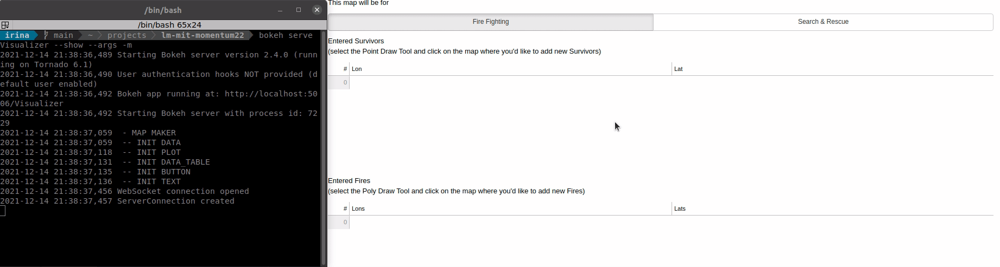 /bin/bash
/bin/bash 65x24
irina main ~ projects lm-mit-momentum22 bokeh serve
Visualizer --show --args -m
2021-12-14 21:38:36,489 Starting Bokeh server version 2.4.0 (runn
ing on Tornado 6.1)
2021-12-14 21:38:36,490 User authentication hooks NOT provided (d
efault user enabled)
2021-12-14 21:38:36,492 Bokeh app running at: http://localhost:50
06/Visualizer
2021-12-14 21:38:36,492 Starting Bokeh server with process id: 72
29
2021-12-14 21:38:37,059  - MAP MAKER
2021-12-14 21:38:37,059  -- INIT DATA
2021-12-14 21:38:37,118  -- INIT PLOT
2021-12-14 21:38:37,131  -- INIT DATA_TABLE
2021-12-14 21:38:37,135  -- INIT BUTTON
2021-12-14 21:38:37,136  -- INIT TEXT
2021-12-14 21:38:37,456 WebSocket connection opened
2021-12-14 21:38:37,457 ServerConnection created
This map will be for
Fire Fighting Search & Rescue
Entered Survivors
(select the Point Draw Tool and click on the map where you'd like to add new Survivors)
# Lon Lat
0
Entered Fires
(select the Poly Draw Tool and click on the map where you'd like to add new Fires)
# Lons Lats
0